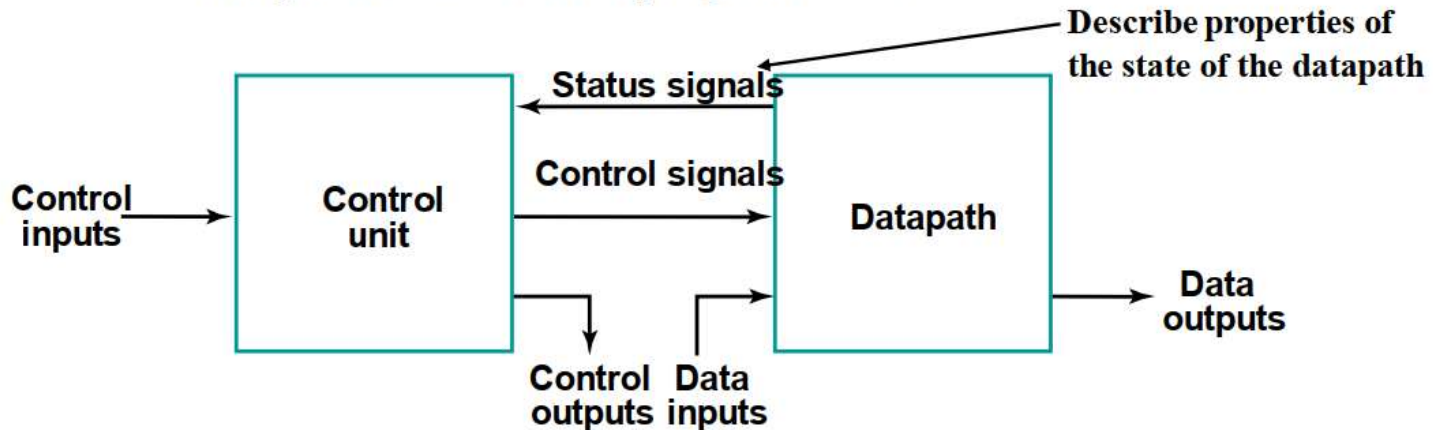 Describe properties of
the state of the datapath
Status signals
Control signals
Control
inputs
Control
unit
Datapath
Data
outputs
Control
outputs
Data
inputs